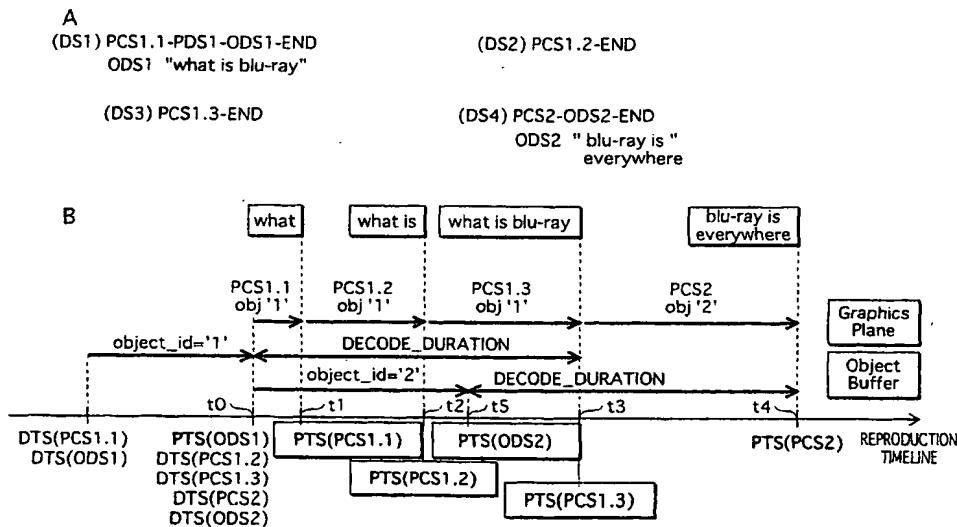 A
(DS1) PCS1.1-PDS1-ODS1-END
ODS1 "what is blu-ray"
(DS2) PCS1.2-END
(DS3) PCS1.3-END
(DS4) PCS2-ODS2-END
ODS2 " blu-ray is "
everywhere
B
what
what is
what is blu-ray
blu-ray is
everywhere
PCS1.1
obj '1'
PCS1.2
obj '1'
PCS1.3
obj '1'
PCS2
obj '2'
Graphics
Plane
object_id='1'
DECODE_DURATION
object_id='2'
DECODE_DURATION
Object
Buffer
t0
t1
t2
t5
t3
t4
DTS(PCS1.1)
DTS(ODS1)
PTS(ODS1)
DTS(PCS1.2)
DTS(PCS1.3)
DTS(PCS2)
DTS(ODS2)
PTS(PCS1.1)
PTS(PCS1.2)
PTS(ODS2)
PTS(PCS1.3)
PTS(PCS2)
REPRODUCTION
TIMELINE